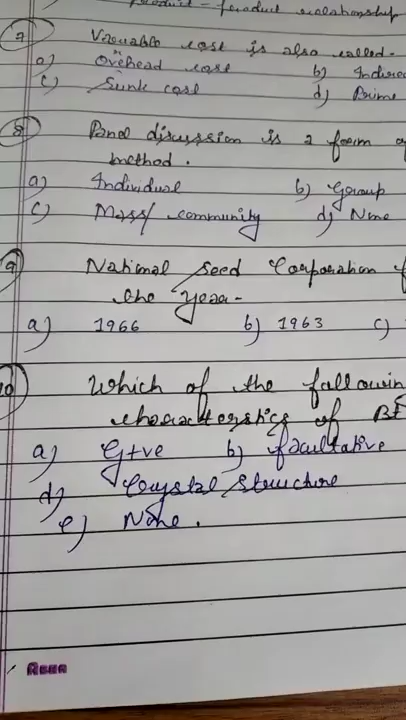 Product - Product relationship
7 Variable cost is also called-
a) Overhead cost b) Indirec
c) Sunk cost d) Prime
8 Panel discussion is a form o
method.
a) Individual b) Group
c) Mass/ community d) None
9 National Seed Corporation f
the year-
a) 1966 b) 1963 c)
10 Which of the followin
characteristics of BT
a) G+ve b) facultative
d) Crystal structure
e) None.